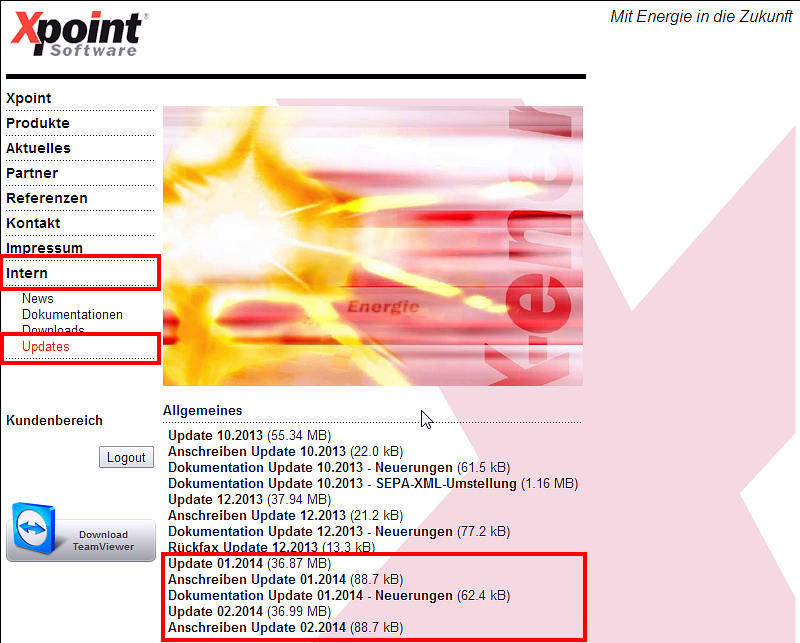 Xpoint®
Software
Mit Energie in die Zukunft
Xpoint
Produkte
Aktuelles
Partner
Referenzen
Kontakt
Impressum
Intern
News
Dokumentationen
Downloads
Updates
Kundenbereich
Logout
Download
TeamViewer
Energie
x-ener
Allgemeines
Update 10.2013 (55.34 MB)
Anschreiben Update 10.2013 (22.0 kB)
Dokumentation Update 10.2013 - Neuerungen (61.5 kB)
Dokumentation Update 10.2013 - SEPA-XML-Umstellung (1.16 MB)
Update 12.2013 (37.94 MB)
Anschreiben Update 12.2013 (21.2 kB)
Dokumentation Update 12.2013 - Neuerungen (77.2 kB)
Rückfax Update 12.2013 (13.3 kB)
Update 01.2014 (36.87 MB)
Anschreiben Update 01.2014 (88.7 kB)
Dokumentation Update 01.2014 - Neuerungen (62.4 kB)
Update 02.2014 (36.99 MB)
Anschreiben Update 02.2014 (88.7 kB)